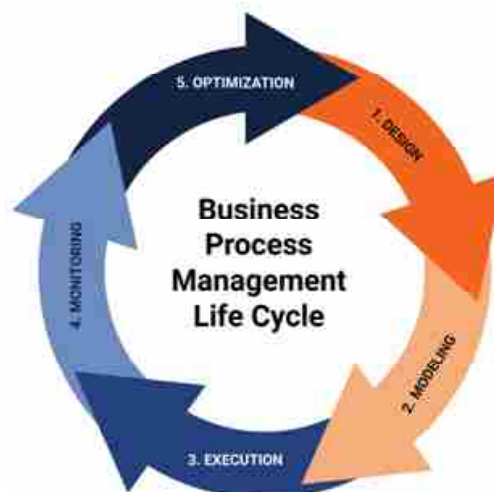 Business
Process
Management
Life Cycle
1. DESIGN
2. MODELING
3. EXECUTION
4. MONITORING
5. OPTIMIZATION